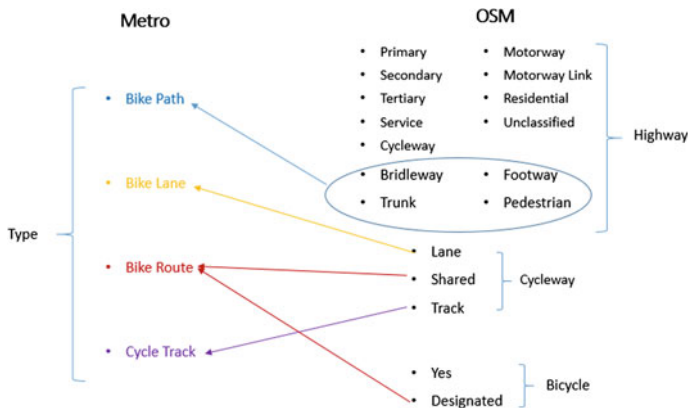 Metro
OSM
Type
• Bike Path
• Bike Lane
• Bike Route
• Cycle Track
• Primary
• Secondary
• Tertiary
• Service
• Cycleway
• Bridleway
• Trunk
• Motorway
• Motorway Link
• Residential
• Unclassified
• Footway
• Pedestrian
Highway
• Lane
• Shared
• Track
Cycleway
• Yes
• Designated
Bicycle